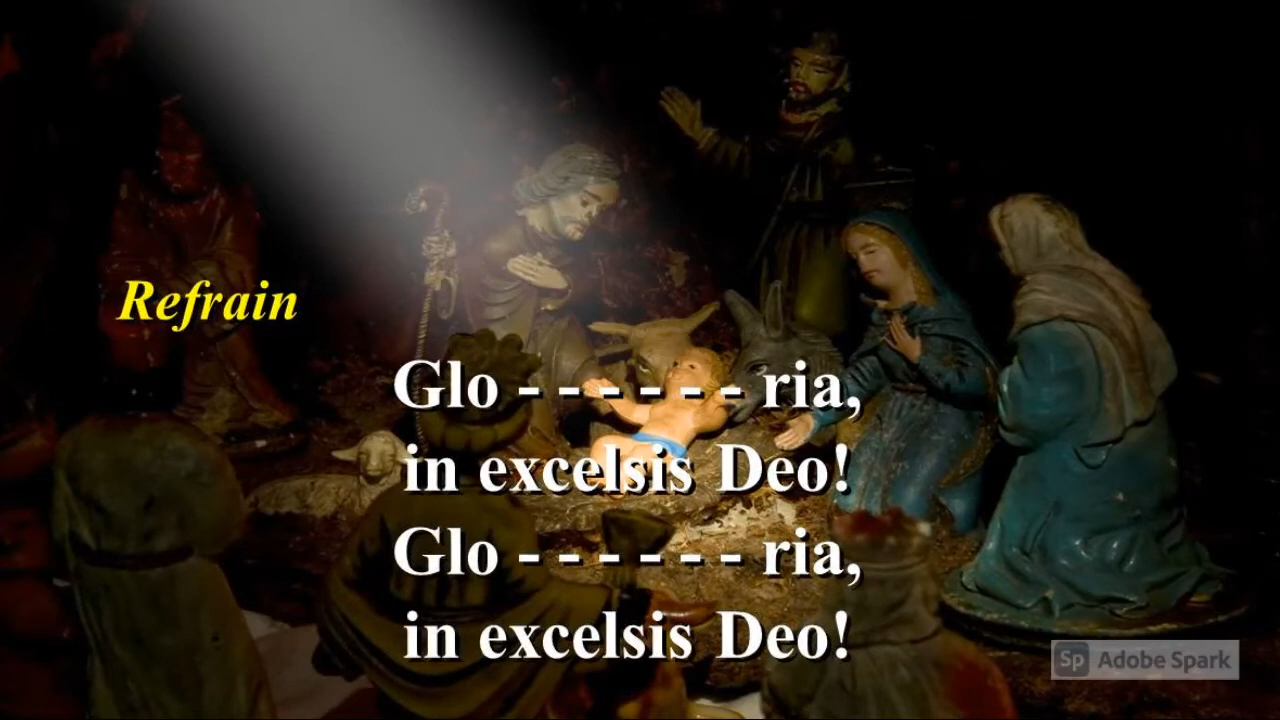 Refrain
Glo - - - - - - ria,
in excelsis Deo!
Glo - - - - - - ria,
in excelsis Deo!
Sp Adobe Spark